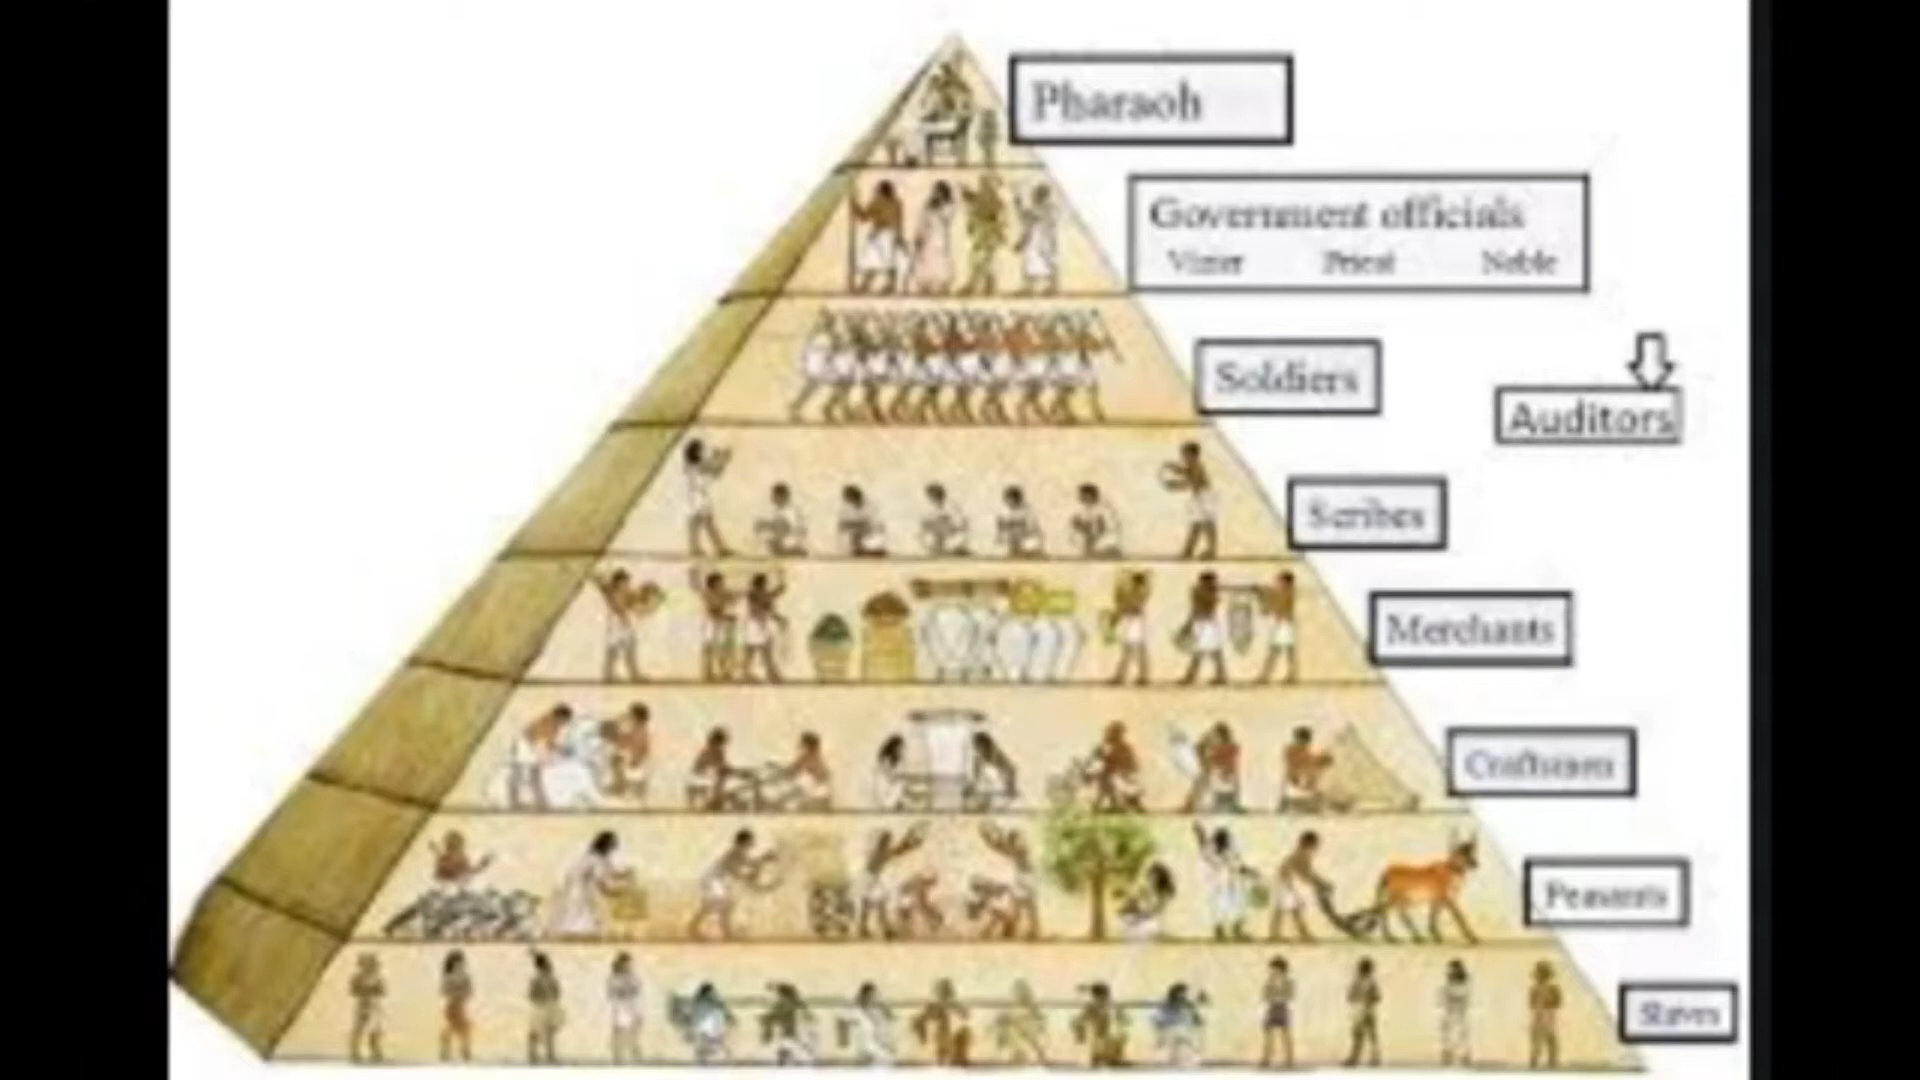 Pharaoh
Government officials
Vizier Priest Noble
Soldiers
Auditors
Scribes
Merchants
Craftsmen
Peasants
Slaves